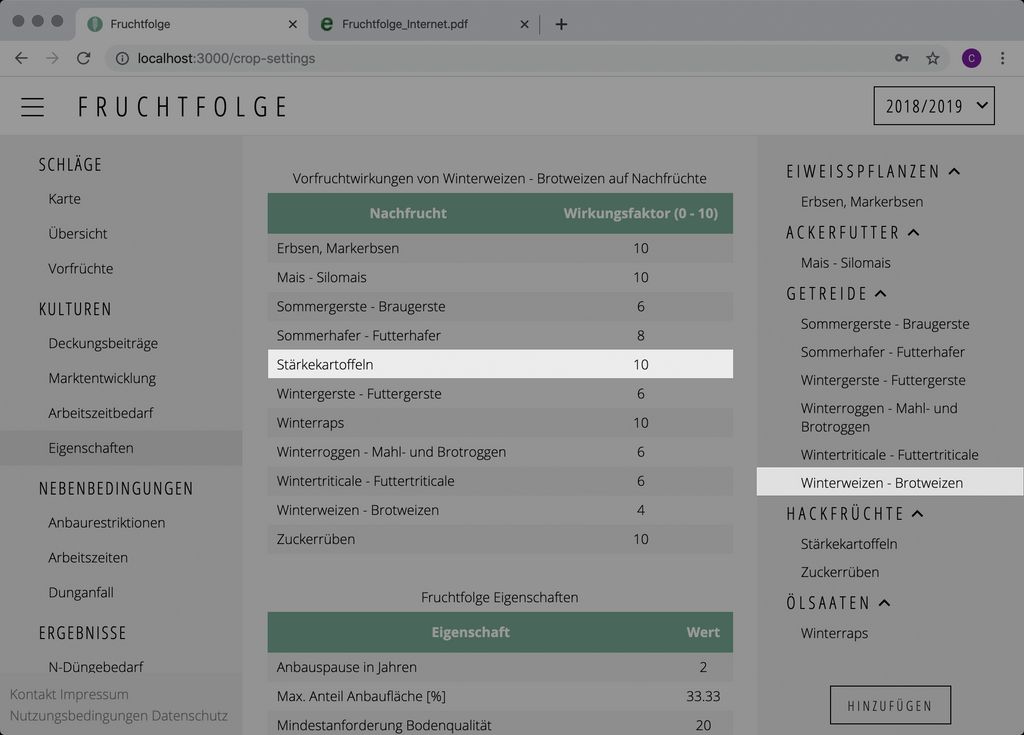 Fruchtfolge
Fruchtfolge_Internet.pdf
localhost:3000/crop-settings
C
FRUCHTFOLGE
2018/2019
SCHLÄGE
Karte
Übersicht
Vorfrüchte
KULTUREN
Deckungsbeiträge
Marktentwicklung
Arbeitszeitbedarf
Eigenschaften
NEBENBEDINGUNGEN
Anbaurestriktionen
Arbeitszeiten
Dunganfall
ERGEBNISSE
N-Düngebedarf
Kontakt Impressum
Nutzungsbedingungen Datenschutz
Vorfruchtwirkungen von Winterweizen - Brotweizen auf Nachfrüchte
Nachfrucht Wirkungsfaktor (0 - 10)
Erbsen, Markerbsen 10
Mais - Silomais 10
Sommergerste - Braugerste 6
Sommerhafer - Futterhafer 8
Stärkekartoffeln 10
Wintergerste - Futtergerste 6
Winterraps 10
Winterroggen - Mahl- und Brotroggen 6
Wintertriticale - Futtertriticale 6
Winterweizen - Brotweizen 4
Zuckerrüben 10
Fruchtfolge Eigenschaften
Eigenschaft Wert
Anbaupause in Jahren 2
Max. Anteil Anbaufläche [%] 33.33
Mindestanforderung Bodenqualität 20
EIWEISSPFLANZEN
Erbsen, Markerbsen
ACKERFUTTER
Mais - Silomais
GETREIDE
Sommergerste - Braugerste
Sommerhafer - Futterhafer
Wintergerste - Futtergerste
Winterroggen - Mahl- und
Brotroggen
Wintertriticale - Futtertriticale
Winterweizen - Brotweizen
HACKFRÜCHTE
Stärkekartoffeln
Zuckerrüben
ÖLSAATEN
Winterraps
HINZUFÜGEN